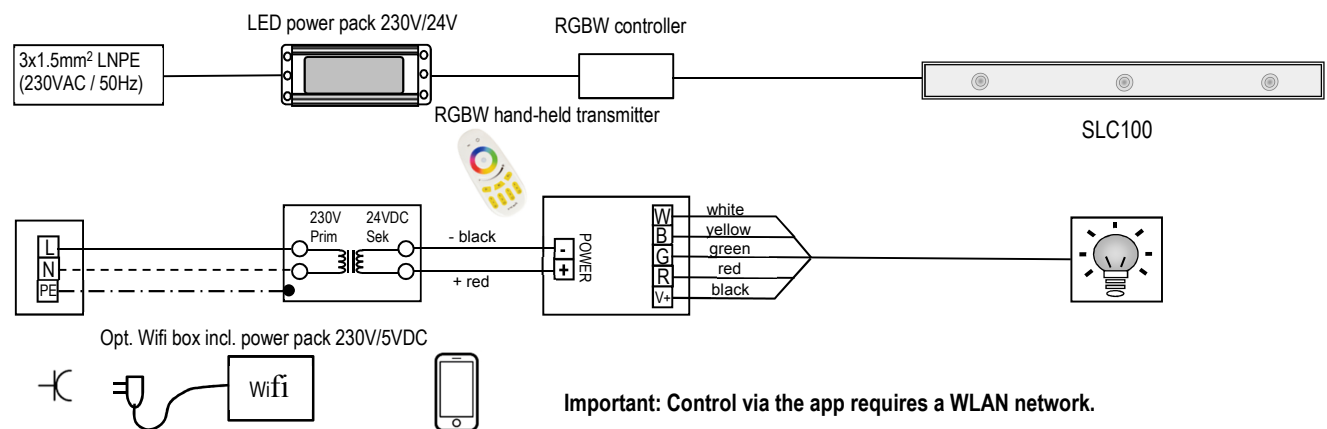 LED power pack 230V/24V
RGBW controller
3x1.5mm² LNPE
(230VAC / 50Hz)
RGBW hand-held transmitter
SLC100
230V
Prim
24VDC
Sek
L
N
PE
- black
+ red
-
+
POWER
W
B
G
R
V+
white
yellow
green
red
black
Opt. Wifi box incl. power pack 230V/5VDC
Wifi
Important: Control via the app requires a WLAN network.